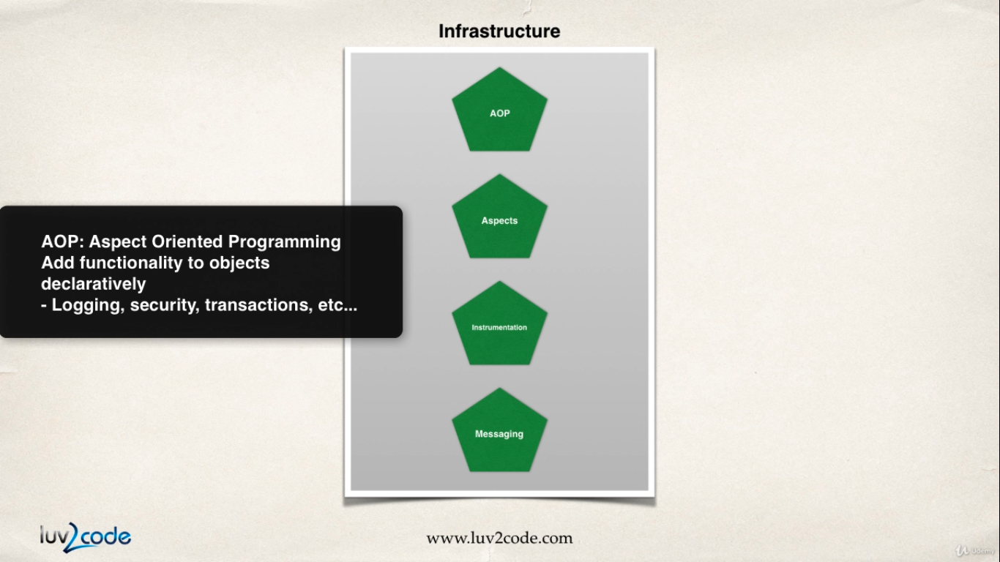 Infrastructure
AOP
Aspects
AOP: Aspect Oriented Programming
Add functionality to objects
declaratively
- Logging, security, transactions, etc...
Instrumentation
Messaging
luv2code
www.luv2code.com
Udemy